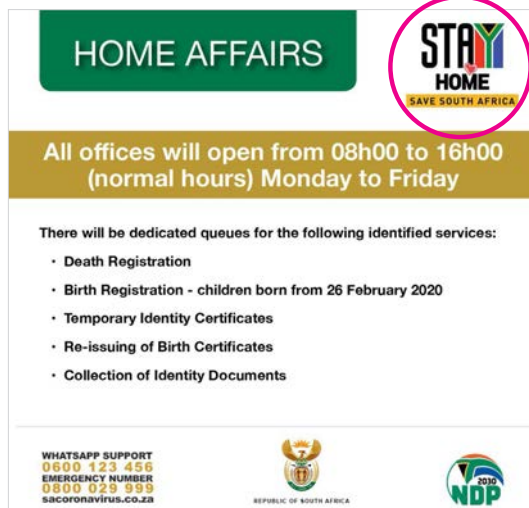 HOME AFFAIRS
STAY
HOME
SAVE SOUTH AFRICA
All offices will open from 08h00 to 16h00
(normal hours) Monday to Friday
There will be dedicated queues for the following identified services:
• Death Registration
• Birth Registration - children born from 26 February 2020
• Temporary Identity Certificates
• Re-issuing of Birth Certificates
• Collection of Identity Documents
WHATSAPP SUPPORT
0600 123 456
EMERGENCY NUMBER
0800 029 999
sacoronavirus.co.za
REPUBLIC OF SOUTH AFRICA
2030
NDP